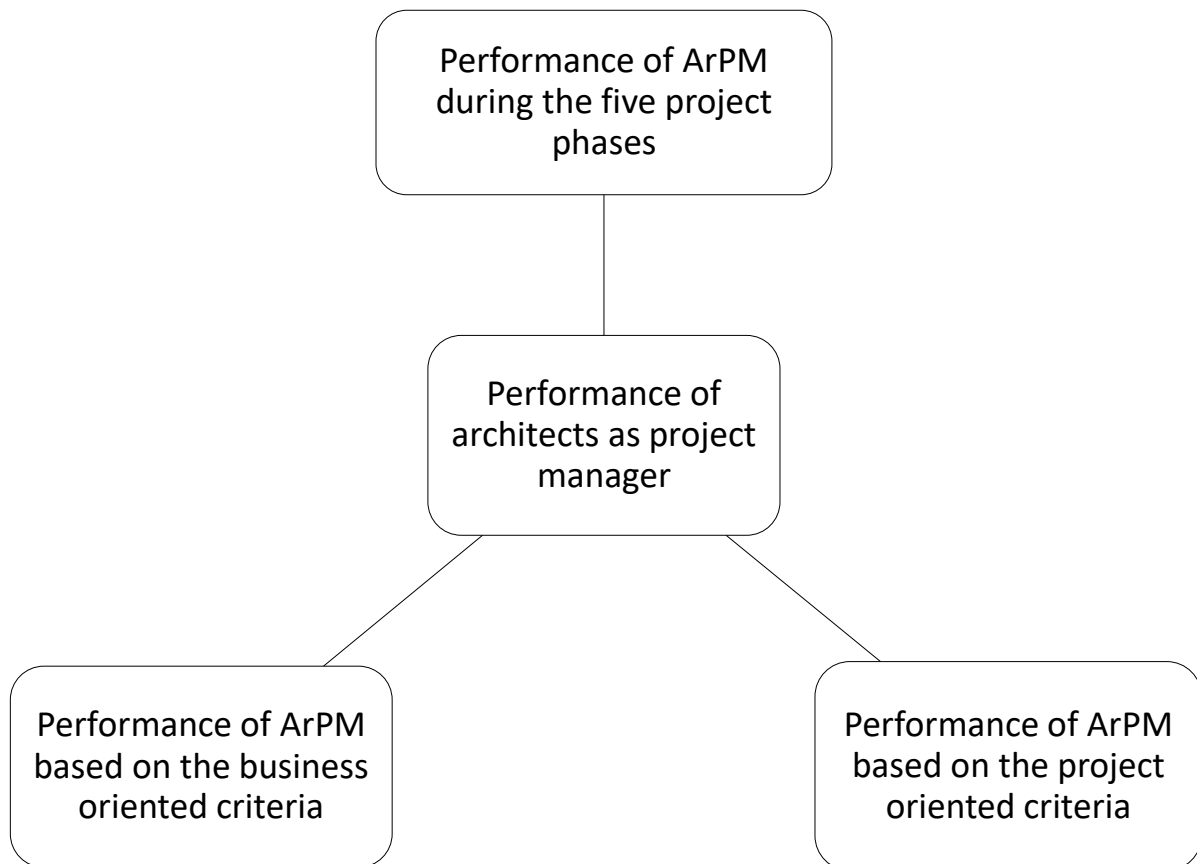 Performance of ArPM
during the five project
phases
Performance of
architects as project
manager
Performance of ArPM
based on the business
oriented criteria
Performance of ArPM
based on the project
oriented criteria